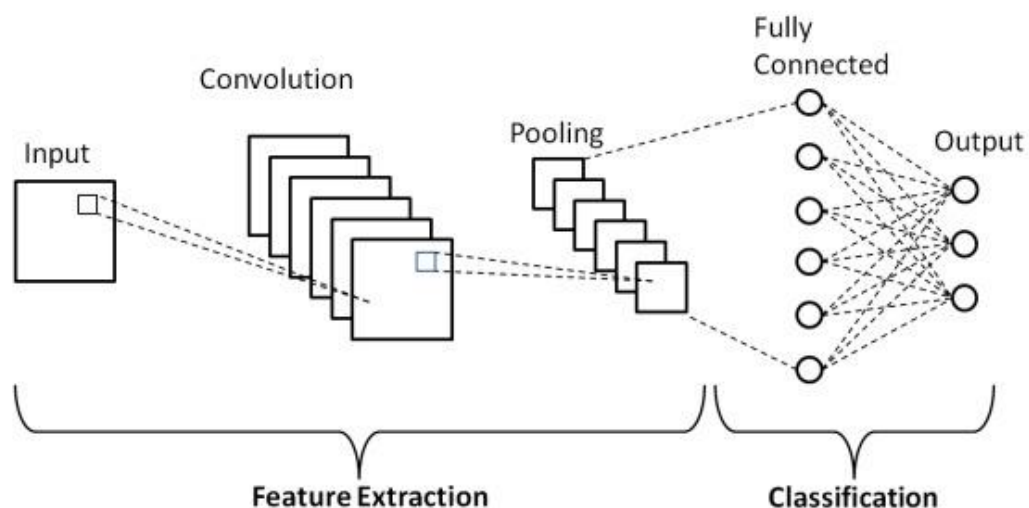 Input
Convolution
Pooling
Fully
Connected
Output
Feature Extraction
Classification